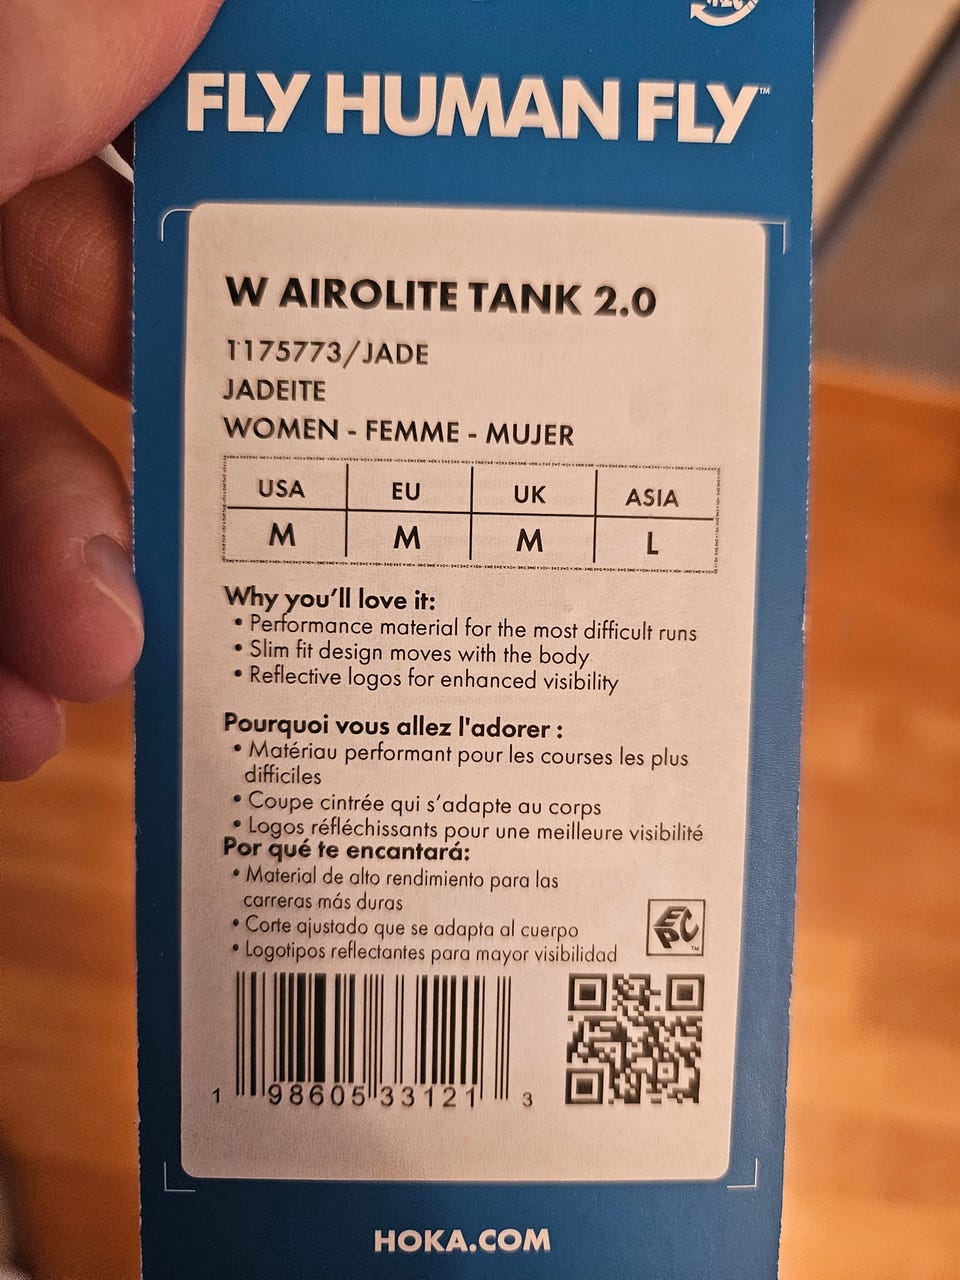 FLY HUMAN FLY™
W AIROLITE TANK 2.0
1175773/JADE
JADEITE
WOMEN - FEMME - MUJER
USA EU UK ASIA
M M M L
Why you'll love it:
• Performance material for the most difficult runs
• Slim fit design moves with the body
• Reflective logos for enhanced visibility
Pourquoi vous allez l'adorer :
• Matériau performant pour les courses les plus
difficiles
• Coupe cintrée qui s'adapte au corps
• Logos réfléchissants pour une meilleure visibilité
Por qué te encantará:
• Material de alto rendimiento para las
carreras más duras
• Corte ajustado que se adapta al cuerpo
• Logotipos reflectantes para mayor visibilidad
EPC™
1 98605 33121 3
HOKA.COM